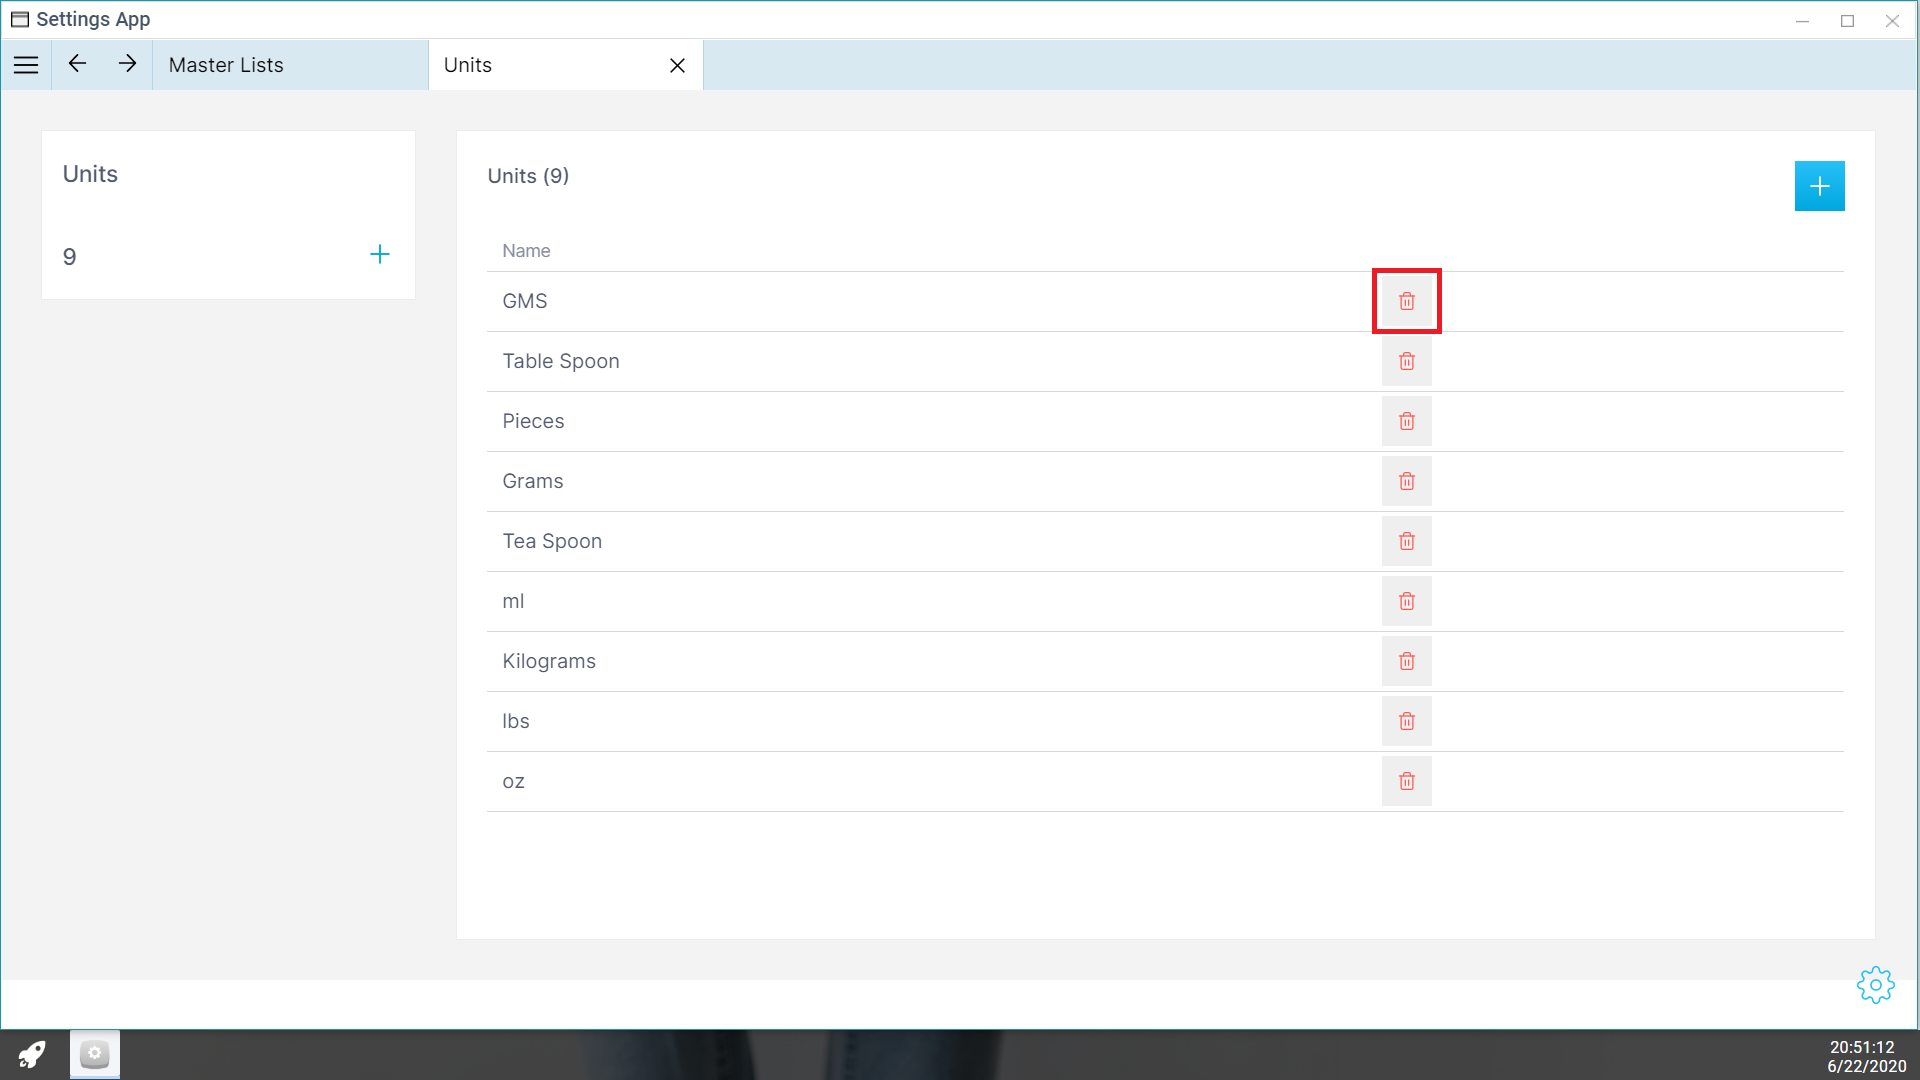 Settings App
Master Lists
Units
Units
9
Units (9)
Name
GMS
Table Spoon
Pieces
Grams
Tea Spoon
ml
Kilograms
lbs
oz
20:51:12
6/22/2020